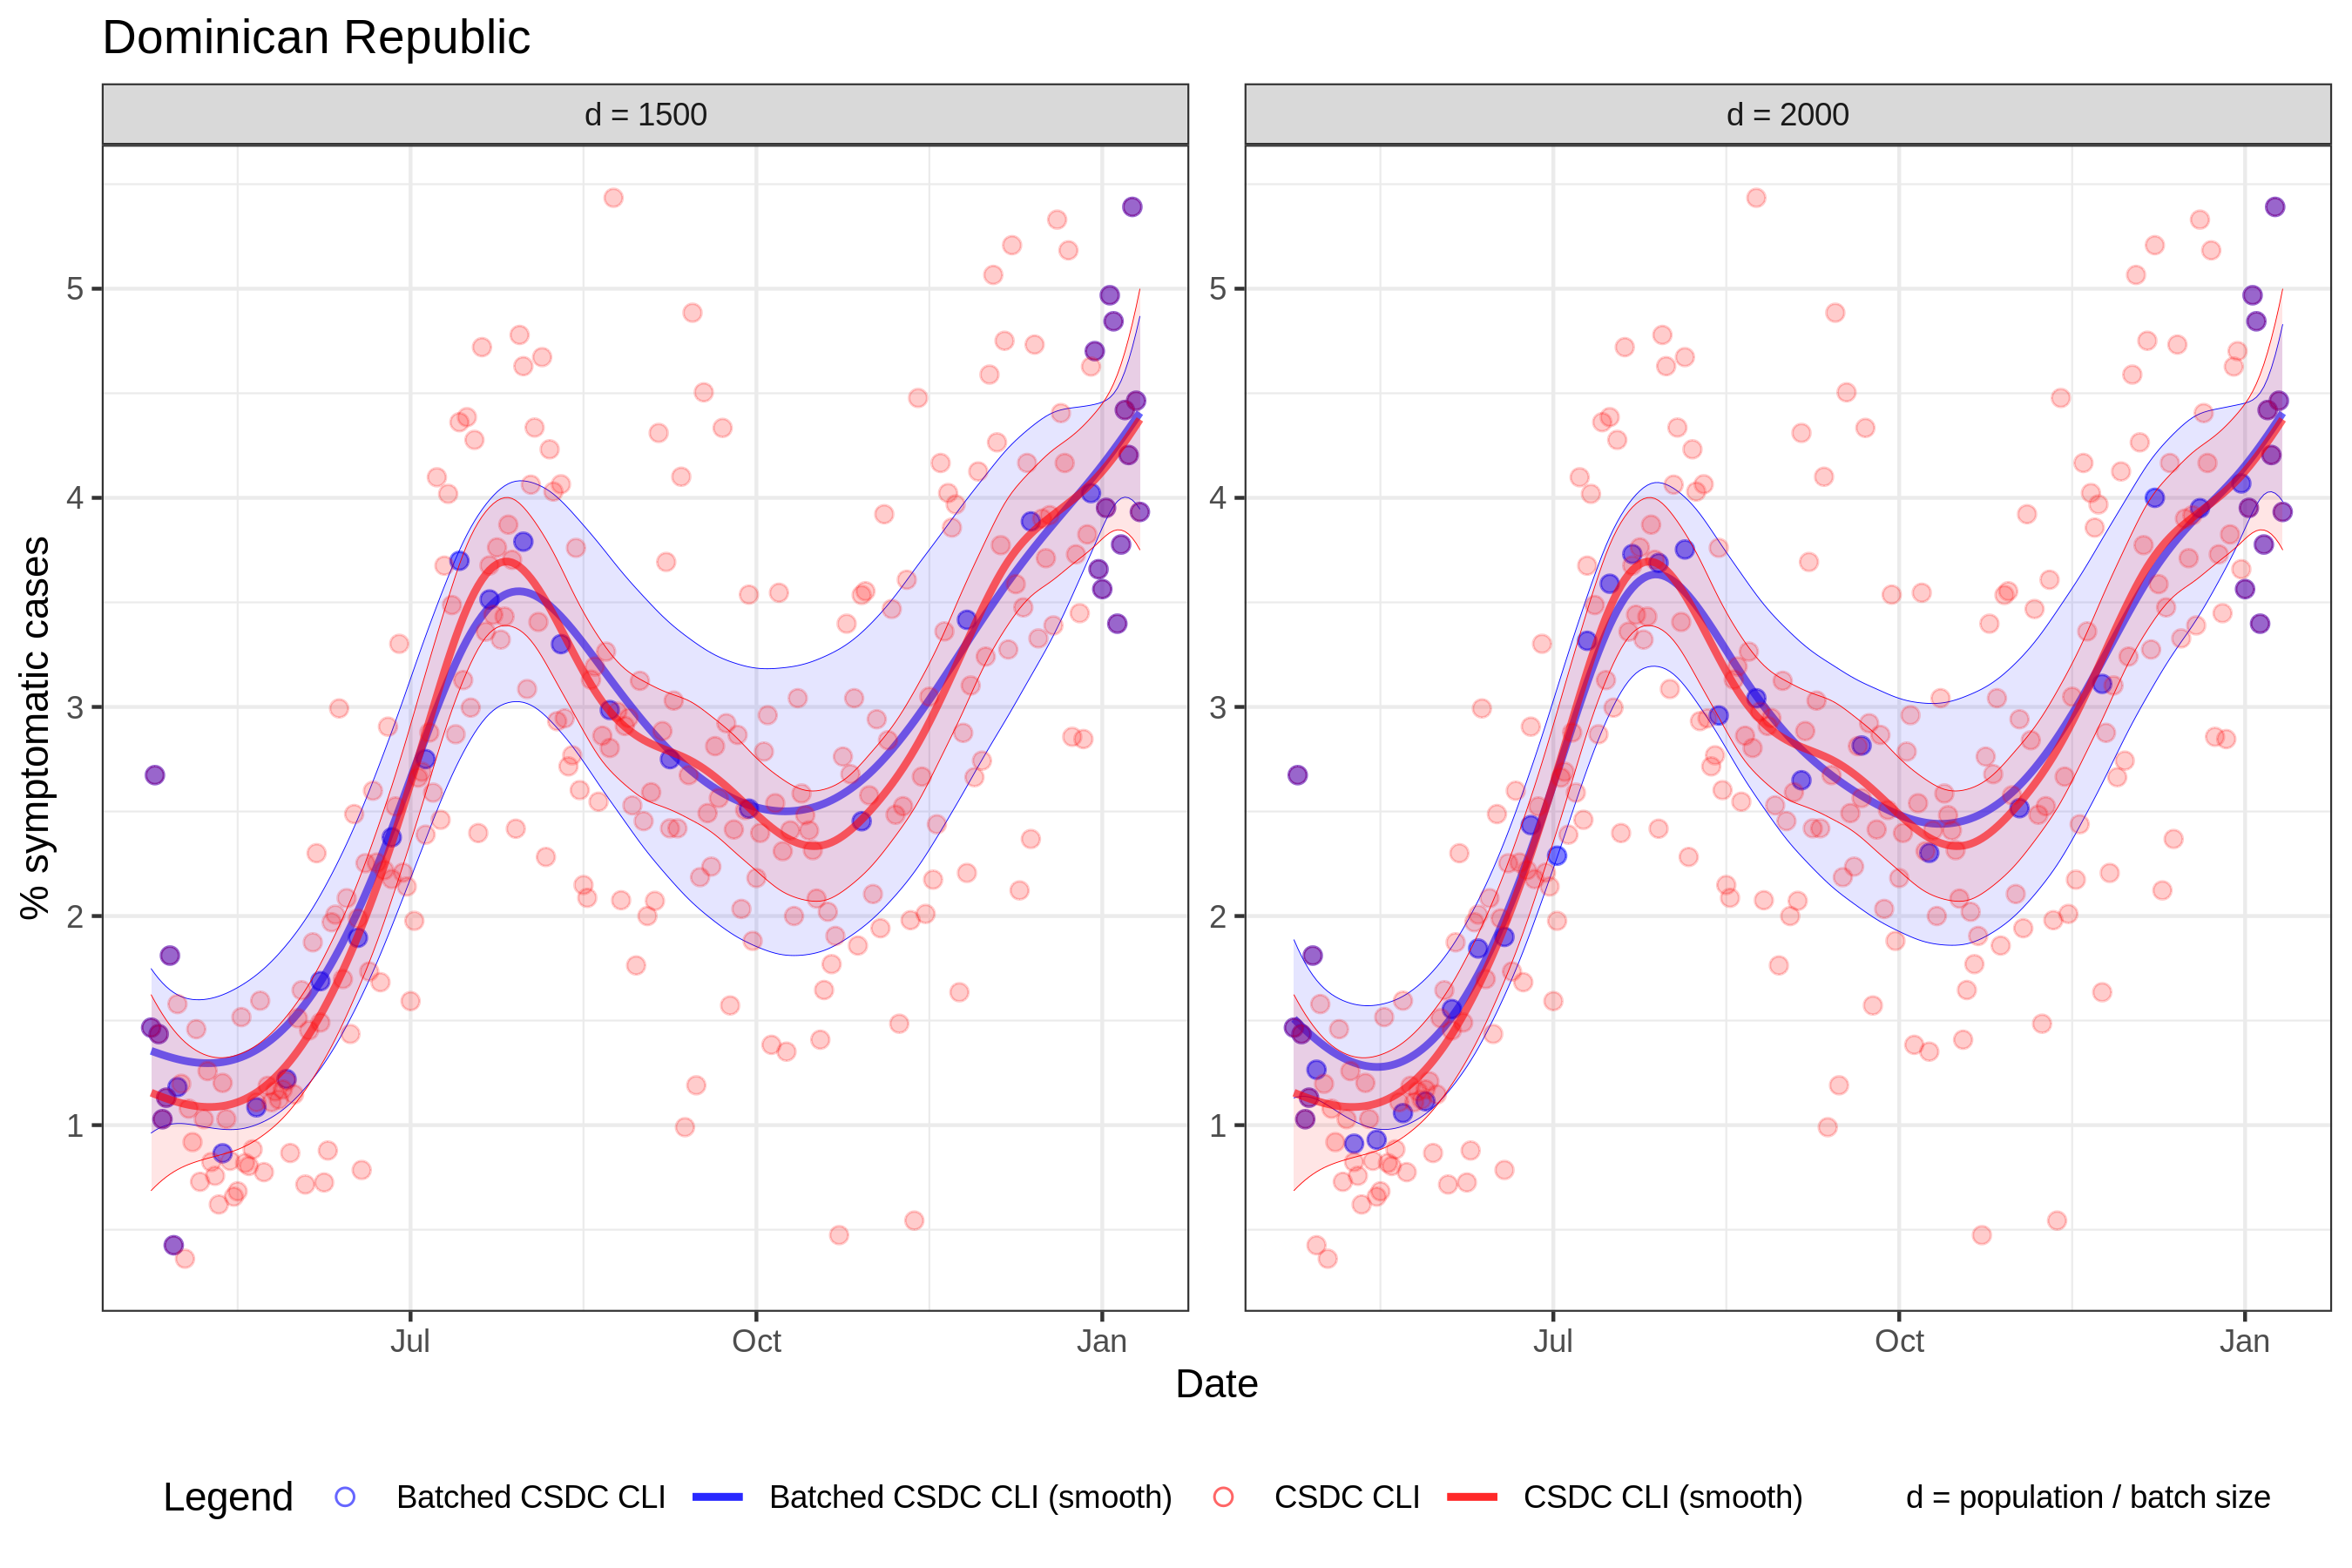 Dominican Republic
d = 1500
d = 2000
% symptomatic cases
5
4
3
2
1
5
4
3
2
1
Jul
Oct
Jan
Jul
Oct
Jan
Date
Legend
Batched CSDC CLI
Batched CSDC CLI (smooth)
CSDC CLI
CSDC CLI (smooth)
d = population / batch size